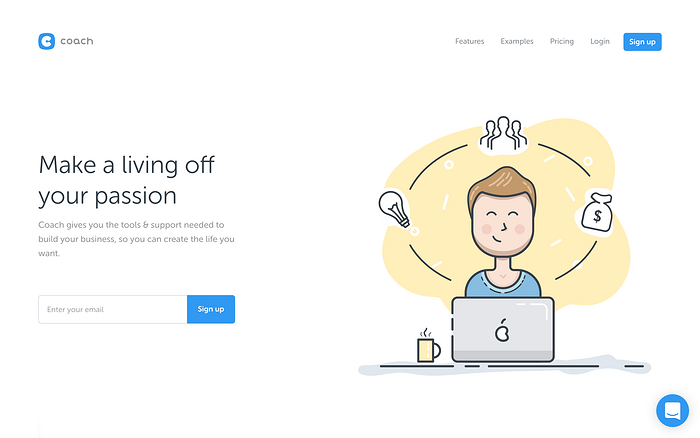 coach
Features
Examples
Pricing
Login
Sign up
Make a living off
your passion
Coach gives you the tools & support needed to
build your business, so you can create the life you
want.
Enter your email
Sign up
$